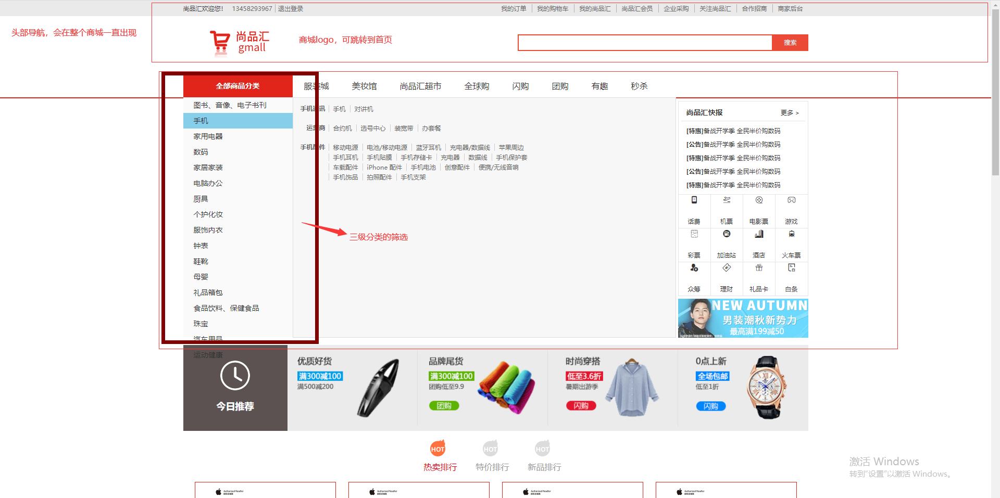 尚品汇欢迎您! 13458293967 退出登录
我的订单 我的购物车 我的尚品汇 尚品汇会员 企业采购 关注尚品汇 合作招商 商家后台
头部导航，会在整个商城一直出现
尚品汇
gmall
商城logo，可跳转到首页
搜索
全部商品分类 服装城 美妆馆 尚品汇超市 全球购 闪购 团购 有趣 秒杀
图书、音像、电子书刊
手机
家用电器
数码
家居家装
电脑办公
厨具
个护化妆
服饰内衣
钟表
鞋靴
母婴
礼品箱包
食品饮料、保健食品
珠宝
汽车用品
运动健康
手机通讯 手机 对讲机
运营商 合约机 选号中心 装宽带 办套餐
手机配件 移动电源 电池/移动电源 蓝牙耳机 充电器/数据线 苹果周边
手机耳机 手机贴膜 手机存储卡 充电器 数据线 手机保护套
车载配件 iPhone 配件 手机电池 创意配件 便携/无线音响
手机饰品 拍照配件 手机支架
三级分类的筛选
尚品汇快报 更多 >
[特惠]备战开学季 全民半价购数码
[公告]备战开学季 全民半价购数码
[特惠]备战开学季 全民半价购数码
[公告]备战开学季 全民半价购数码
[特惠]备战开学季 全民半价购数码
话费 机票 电影票 游戏
彩票 加油站 酒店 火车票
众筹 理财 礼品卡 白条
NEW AUTUMN
男装潮秋新势力
最高满199减50
今日推荐
优质好货
满300减100
满500减200
品牌尾货
满300减100
团购低至9.9
团购
时尚穿搭
低至3.6折
暑期出游季
闪购
0点上新
全场包邮
低至1折
闪购
HOT HOT HOT
热卖排行 特价排行 新品排行
激活 Windows
转到“设置”以激活 Windows。
Authorized Reseller
Authorized Reseller
Authorized Reseller
Authorized Reseller